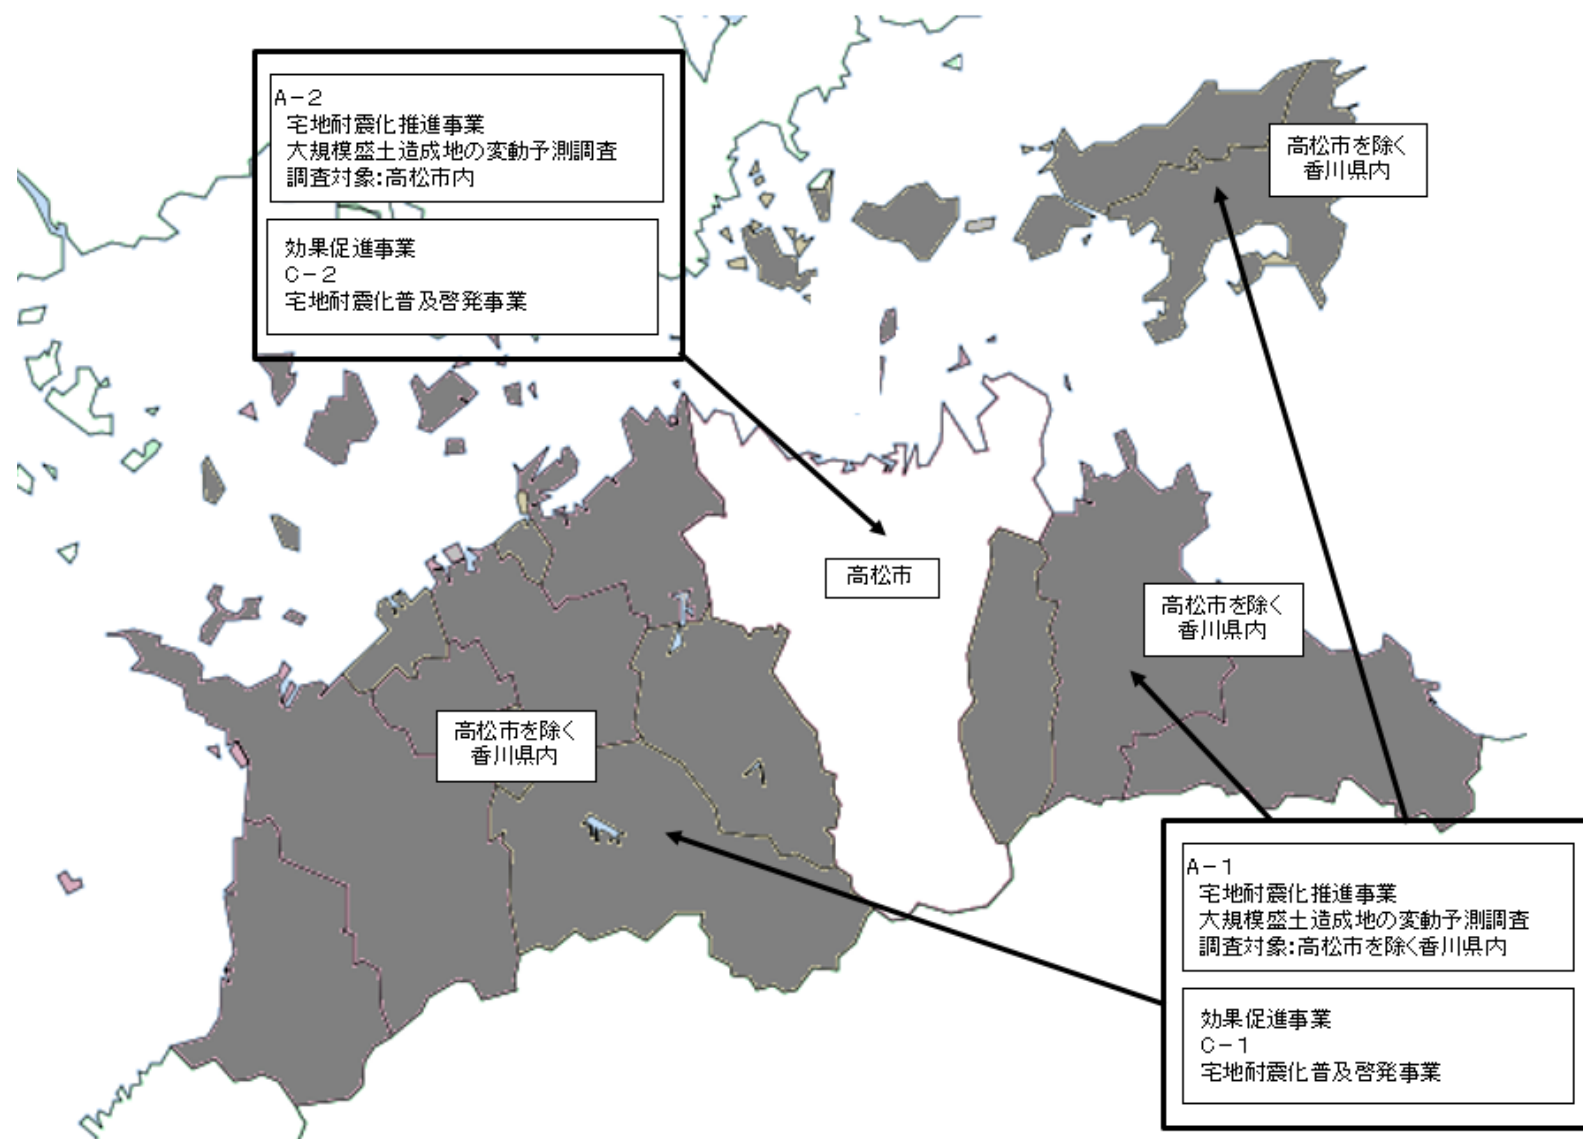 A－2
宅地耐震化推進事業
大規模盛土造成地の変動予測調査
調査対象:高松市内
効果促進事業
C－2
宅地耐震化普及啓発事業
高松市を除く
香川県内
高松市
高松市を除く
香川県内
高松市を除く
香川県内
A－1
宅地耐震化推進事業
大規模盛土造成地の変動予測調査
調査対象:高松市を除く香川県内
効果促進事業
C－1
宅地耐震化普及啓発事業